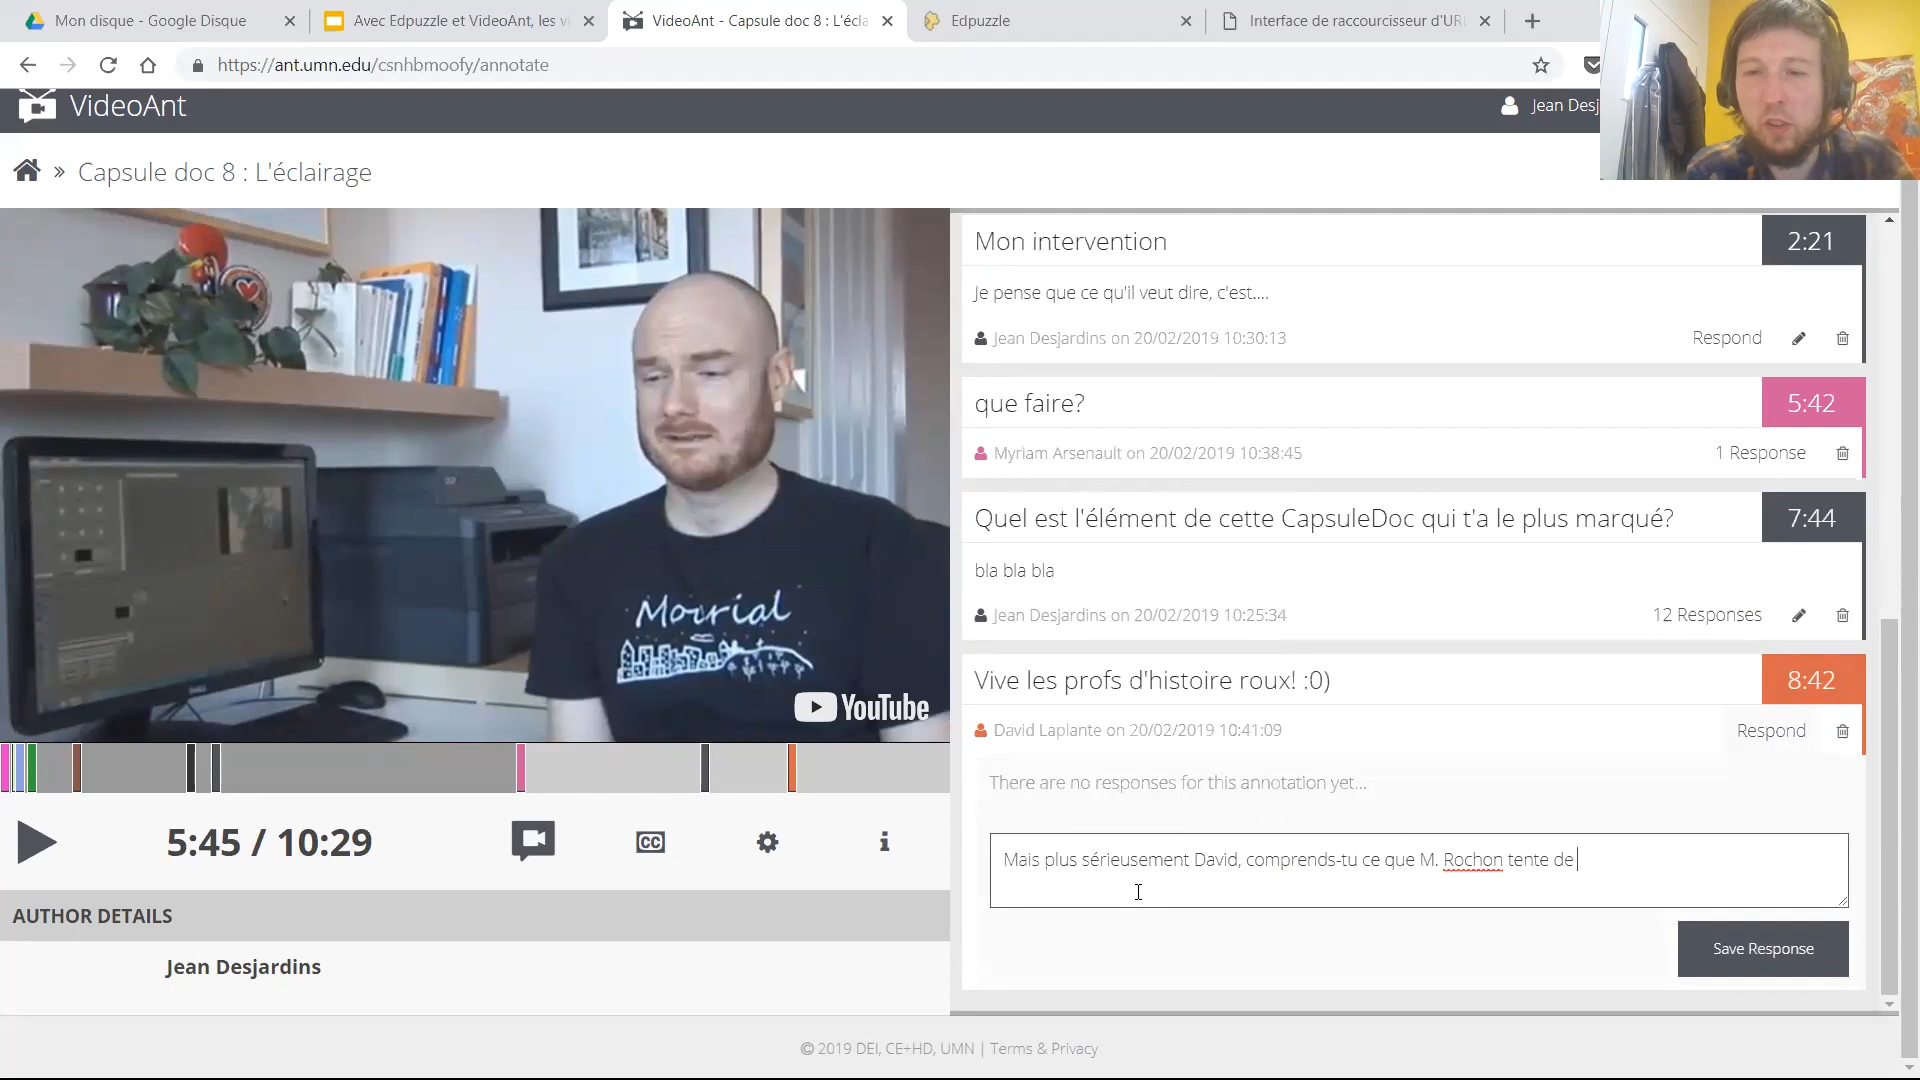 Mon disque - Google Disque
Avec Edpuzzle et VideoAnt, les vi
VideoAnt - Capsule doc 8 : L'écla
Edpuzzle
Interface de raccourcisseur d'URL
https://ant.umn.edu/csnhbmoofy/annotate
VideoAnt
Jean Desj
» Capsule doc 8 : L'éclairage
Mon intervention
2:21
Je pense que ce qu'il veut dire, c'est....
Jean Desjardins on 20/02/2019 10:30:13
Respond
que faire?
5:42
Myriam Arsenault on 20/02/2019 10:38:45
1 Response
Quel est l'élément de cette CapsuleDoc qui t'a le plus marqué?
7:44
bla bla bla
Jean Desjardins on 20/02/2019 10:25:34
12 Responses
Vive les profs d'histoire roux! :0)
8:42
David Laplante on 20/02/2019 10:41:09
Respond
There are no responses for this annotation yet...
Mais plus sérieusement David, comprends-tu ce que M. Rochon tente de
Save Response
YouTube
5:45 / 10:29
CC
AUTHOR DETAILS
Jean Desjardins
© 2019 DEI, CE+HD, UMN | Terms & Privacy